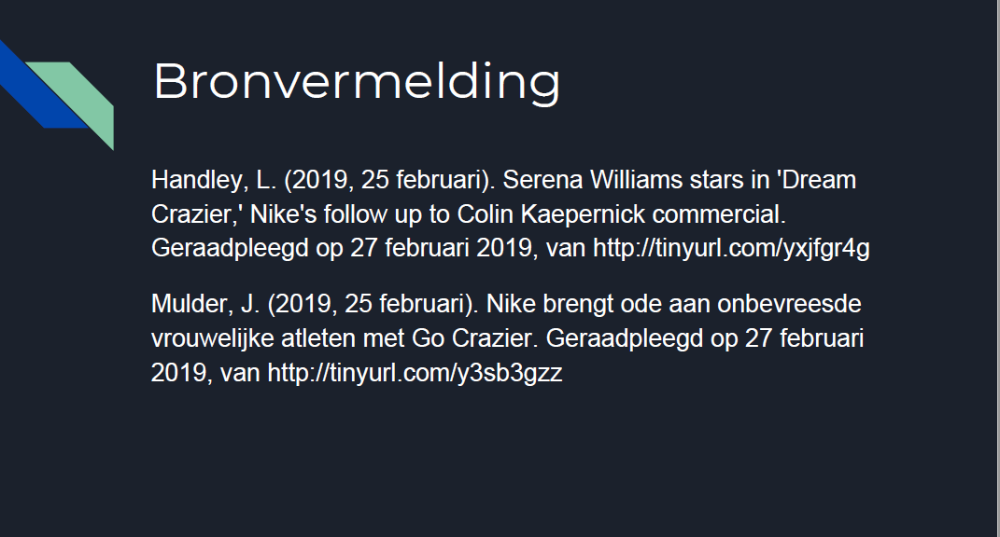 Bronvermelding
Handley, L. (2019, 25 februari). Serena Williams stars in 'Dream
Crazier,' Nike's follow up to Colin Kaepernick commercial.
Geraadpleegd op 27 februari 2019, van http://tinyurl.com/yxjfgr4g
Mulder, J. (2019, 25 februari). Nike brengt ode aan onbevreesde
vrouwelijke atleten met Go Crazier. Geraadpleegd op 27 februari
2019, van http://tinyurl.com/y3sb3gzz